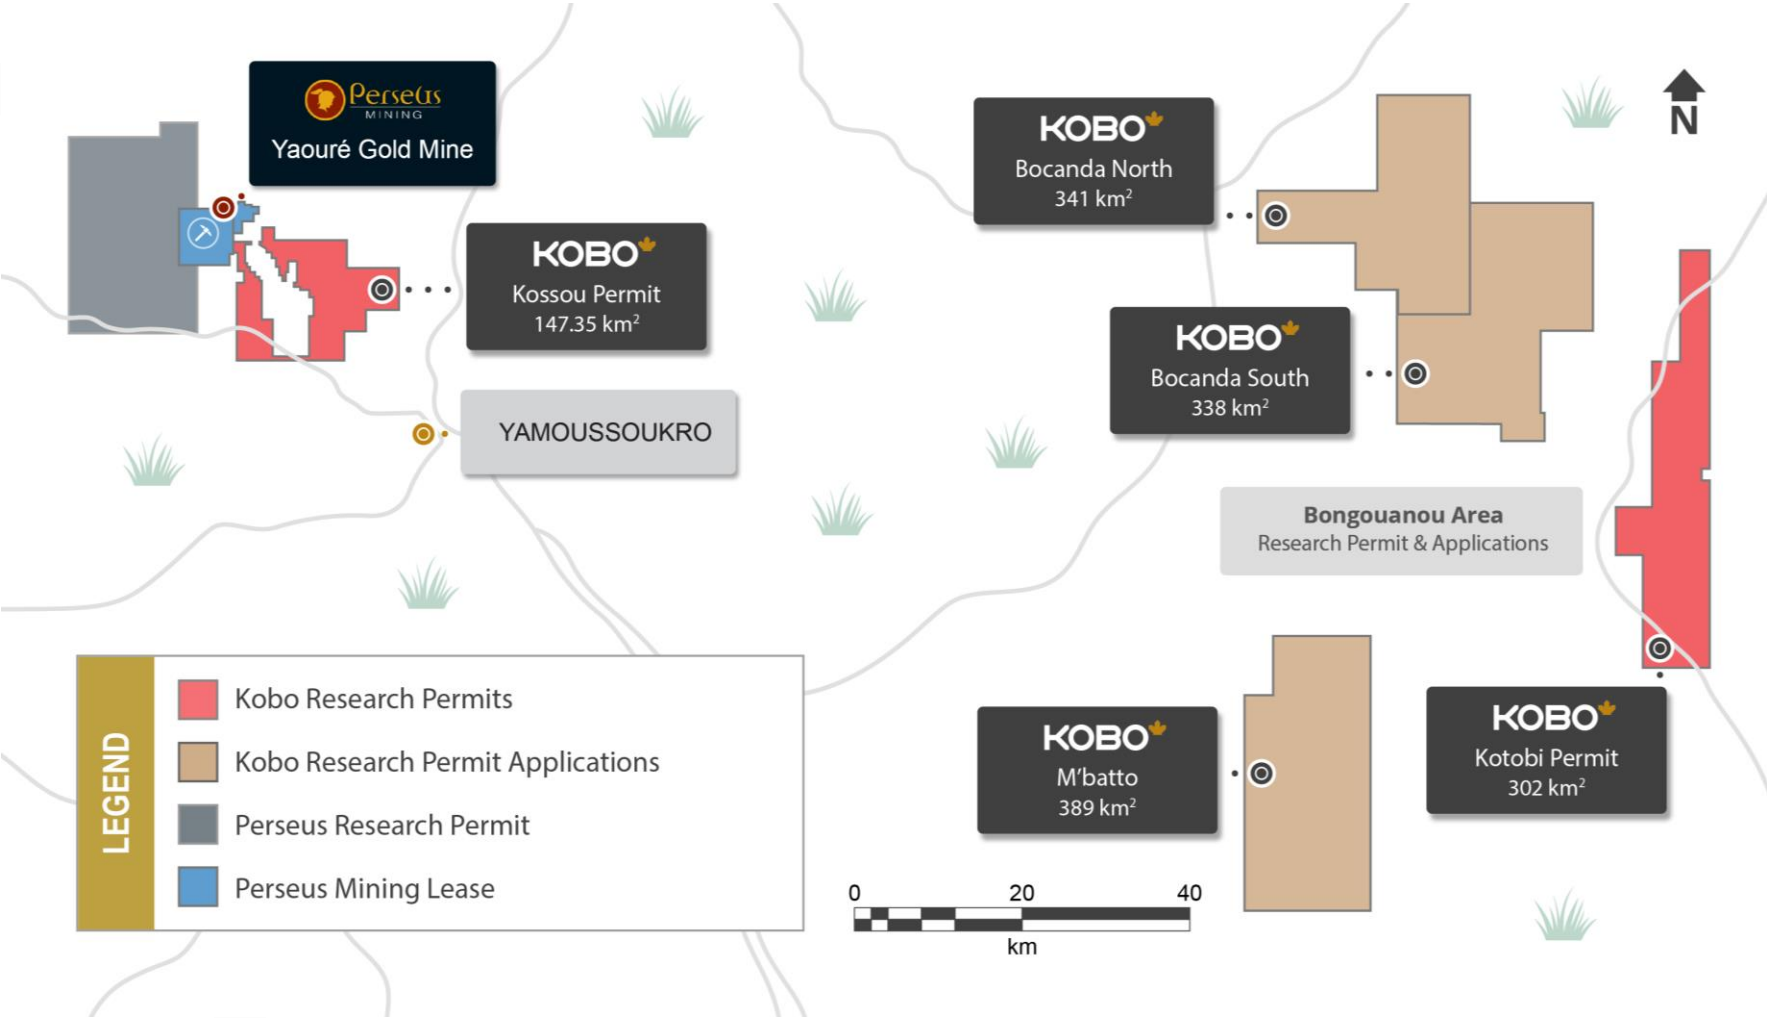 Perseus
MINING
Yaouré Gold Mine
KOBO
Bocanda North
341 km²
N
KOBO
Kossou Permit
147.35 km²
KOBO
Bocanda South
338 km²
YAMOUSSOUKRO
Bongouanou Area
Research Permit & Applications
LEGEND
Kobo Research Permits
Kobo Research Permit Applications
Perseus Research Permit
Perseus Mining Lease
KOBO
M'batto
389 km²
KOBO
Kotobi Permit
302 km²
0 20 40
km